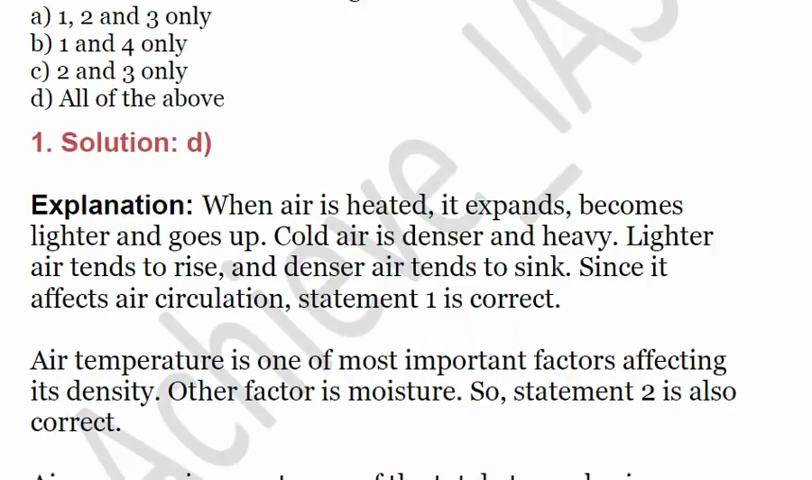 a) 1, 2 and 3 only
b) 1 and 4 only
c) 2 and 3 only
d) All of the above
1. Solution: d)
Explanation: When air is heated, it expands, becomes
lighter and goes up. Cold air is denser and heavy. Lighter
air tends to rise, and denser air tends to sink. Since it
affects air circulation, statement 1 is correct.
Air temperature is one of most important factors affecting
its density. Other factor is moisture. So, statement 2 is also
correct.
Achieve_IAS